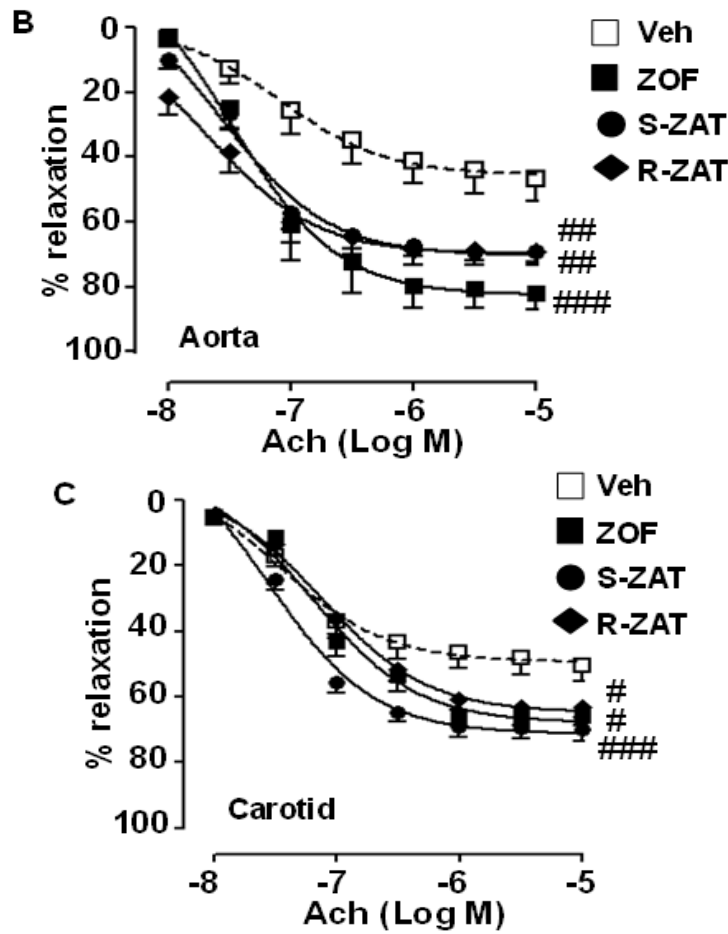 B
Veh
ZOF
S-ZAT
R-ZAT
0
20
40
60
80
100
% relaxation
##
##
###
Aorta
-8 -7 -6 -5
Ach (Log M)
C
Veh
ZOF
S-ZAT
R-ZAT
0
20
40
60
80
100
% relaxation
#
#
###
Carotid
-8 -7 -6 -5
Ach (Log M)